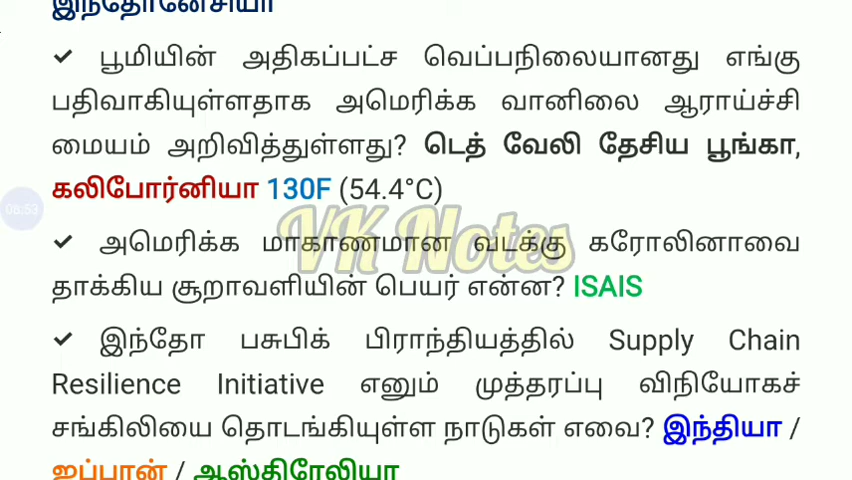 இந்தோனேசியா
✓ பூமியின் அதிகப்பட்ச வெப்பநிலையானது எங்கு
பதிவாகியுள்ளதாக அமெரிக்க வானிலை ஆராய்ச்சி
மையம் அறிவித்துள்ளது? டெத் வேலி தேசிய பூங்கா,
கலிபோர்னியா 130F (54.4°C)
06:53
VK Notes
✓ அமெரிக்க மாகாணமான வடக்கு கரோலினாவை
தாக்கிய சூறாவளியின் பெயர் என்ன? ISAIS
✓ இந்தோ பசுபிக் பிராந்தியத்தில் Supply Chain
Resilience Initiative எனும் முத்தரப்பு விநியோகச்
சங்கிலியை தொடங்கியுள்ள நாடுகள் எவை? இந்தியா /
ஜப்பான் / ஆஸ்திரேலியா